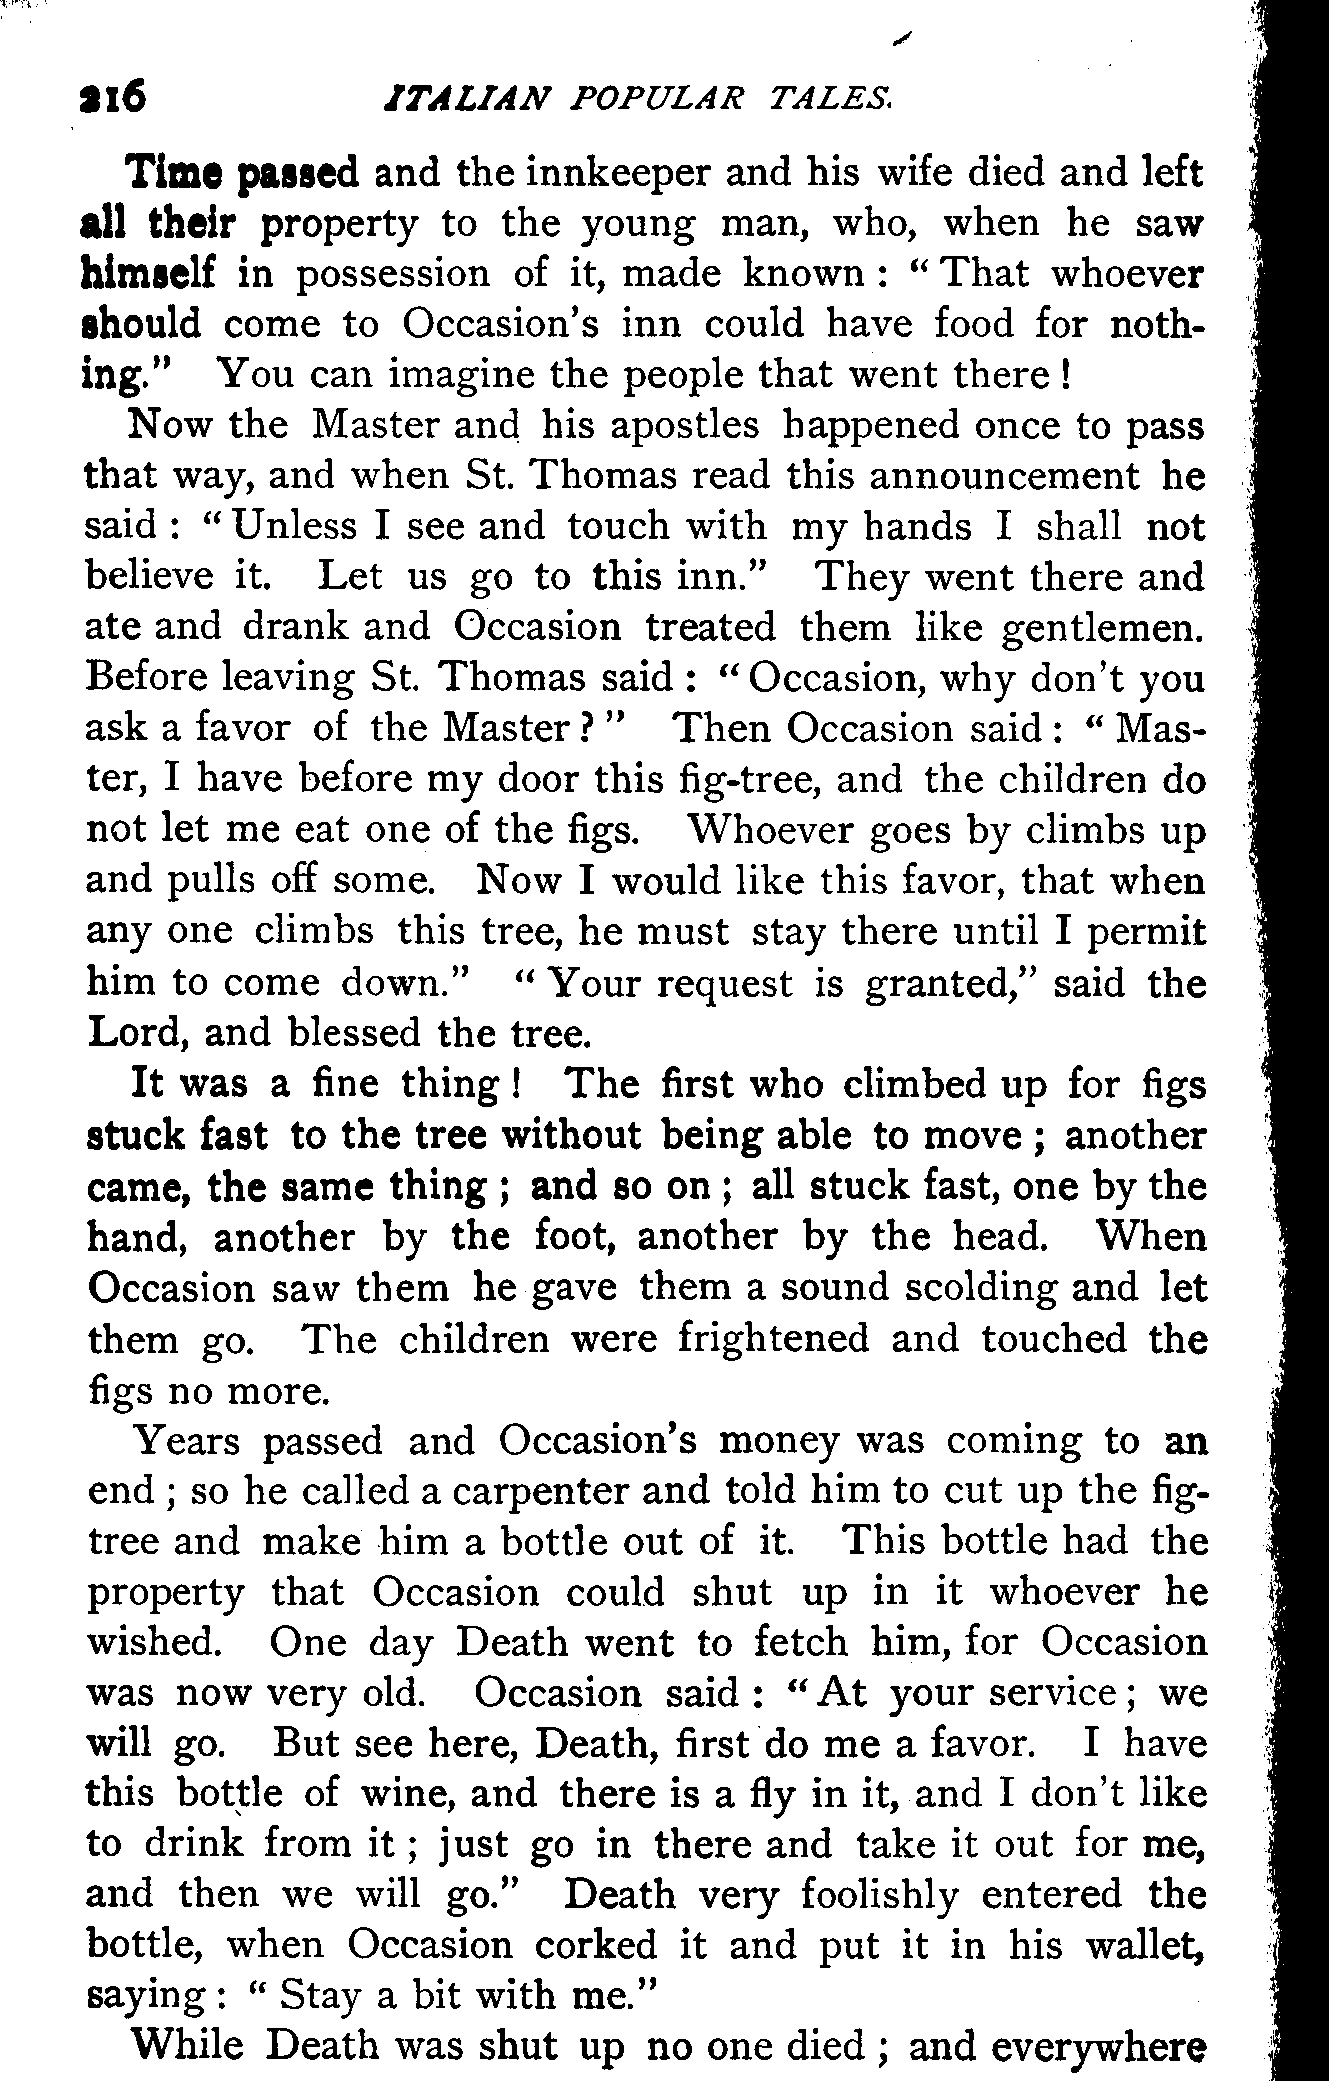 216 ITALIAN POPULAR TALES.
Time passed and the innkeeper and his wife died and left
all their property to the young man, who, when he saw
himself in possession of it, made known : “ That whoever
should come to Occasion’s inn could have food for noth-
ing.” You can imagine the people that went there !
Now the Master and his apostles happened once to pass
that way, and when St. Thomas read this announcement he
said : “ Unless I see and touch with my hands I shall not
believe it. Let us go to this inn.” They went there and
ate and drank and Occasion treated them like gentlemen.
Before leaving St. Thomas said : “ Occasion, why don’t you
ask a favor of the Master ? ” Then Occasion said : “ Mas-
ter, I have before my door this fig-tree, and the children do
not let me eat one of the figs. Whoever goes by climbs up
and pulls off some. Now I would like this favor, that when
any one climbs this tree, he must stay there until I permit
him to come down.” “ Your request is granted,” said the
Lord, and blessed the tree.
It was a fine thing ! The first who climbed up for figs
stuck fast to the tree without being able to move ; another
came, the same thing ; and so on ; all stuck fast, one by the
hand, another by the foot, another by the head. When
Occasion saw them he gave them a sound scolding and let
them go. The children were frightened and touched the
figs no more.
Years passed and Occasion’s money was coming to an
end ; so he called a carpenter and told him to cut up the fig-
tree and make him a bottle out of it. This bottle had the
property that Occasion could shut up in it whoever he
wished. One day Death went to fetch him, for Occasion
was now very old. Occasion said : “ At your service ; we
will go. But see here, Death, first do me a favor. I have
this bottle of wine, and there is a fly in it, and I don’t like
to drink from it ; just go in there and take it out for me,
and then we will go.” Death very foolishly entered the
bottle, when Occasion corked it and put it in his wallet,
saying : “ Stay a bit with me.”
While Death was shut up no one died ; and everywhere